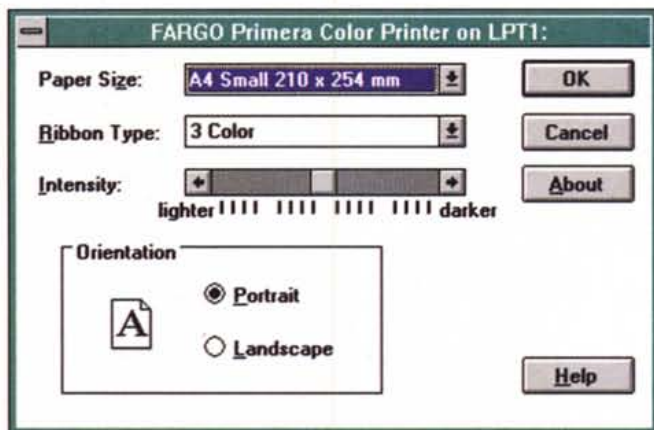 FARGO Primera Color Printer on LPT1:
Paper Size: A4 Small 210 x 254 mm OK
Ribbon Type: 3 Color Cancel
Intensity: About
lighter darker
Orientation
A
Portrait
Landscape
Help